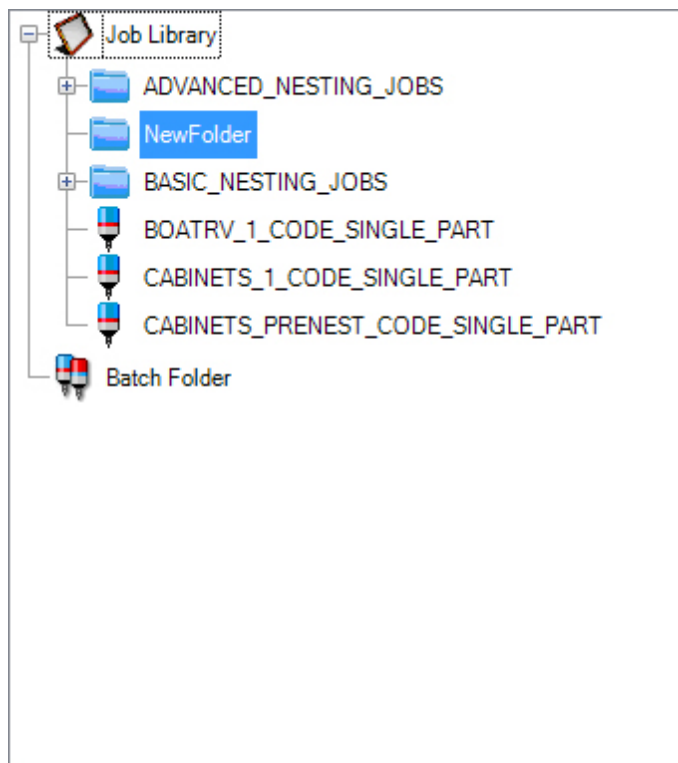 Job Library
ADVANCED_NESTING_JOBS
NewFolder
BASIC_NESTING_JOBS
BOATRV_1_CODE_SINGLE_PART
CABINETS_1_CODE_SINGLE_PART
CABINETS_PRENEST_CODE_SINGLE_PART
Batch Folder